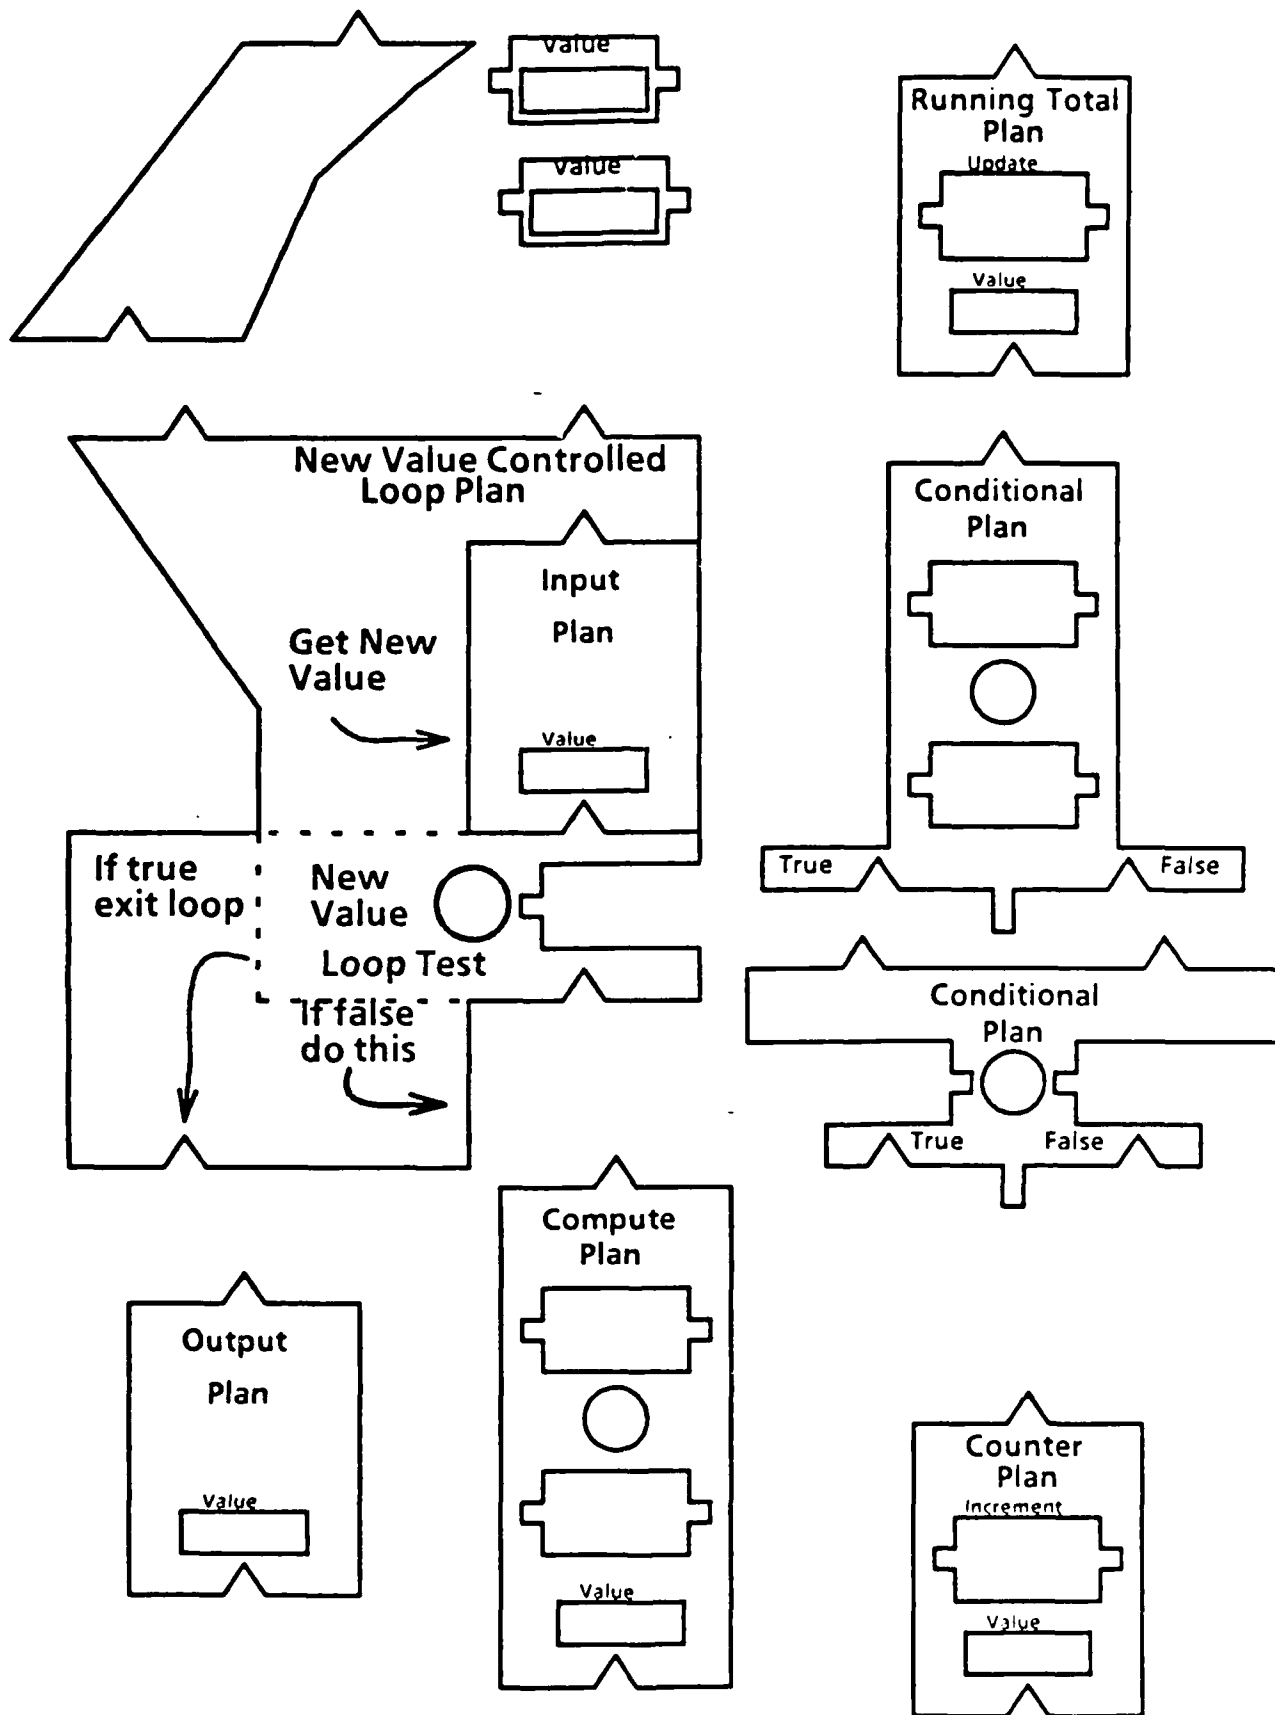 Value
Value
Running Total
Plan
Update
Value
New Value Controlled
Loop Plan
Input
Plan
Get New
Value
Value
If true
exit loop
New
Value
Loop Test
If false
do this
Conditional
Plan
True
False
Conditional
Plan
True
False
Compute
Plan
Value
Output
Plan
Value
Counter
Plan
Increment
Value